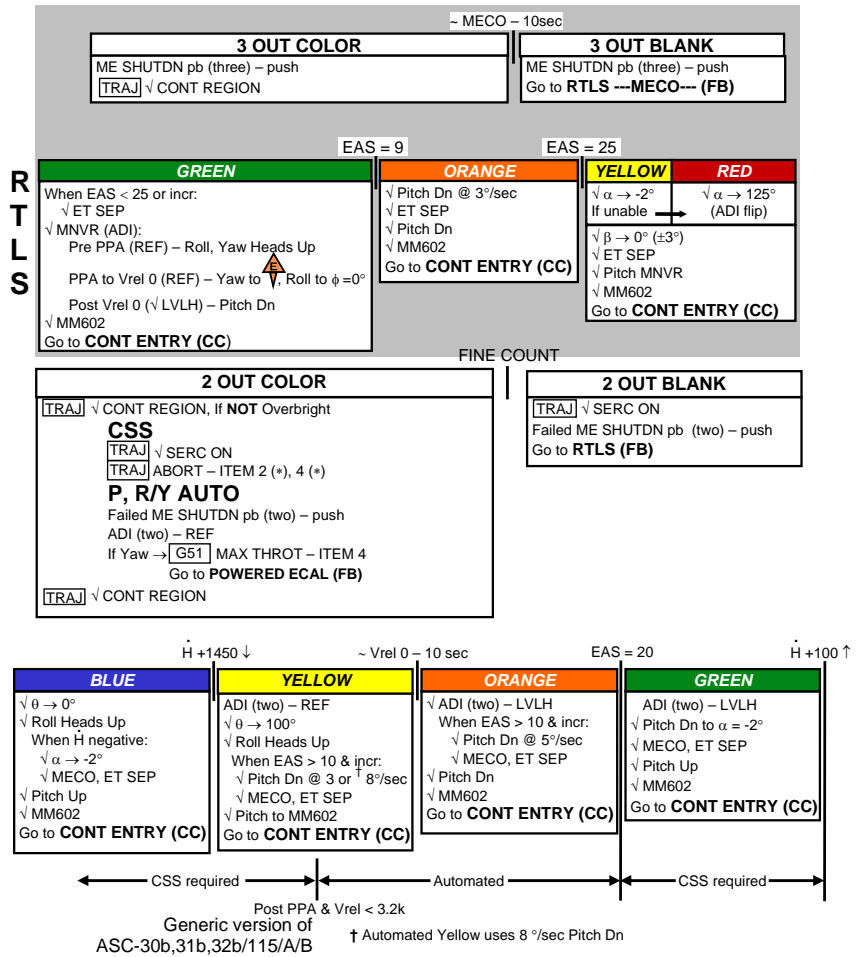 ~ MECO – 10sec
3 OUT COLOR
ME SHUTDN pb (three) – push
TRAJ √ CONT REGION
3 OUT BLANK
ME SHUTDN pb (three) – push
Go to RTLS ---MECO--- (FB)
RTLS
EAS = 9
EAS = 25
GREEN
When EAS < 25 or incr:
√ ET SEP
√ MNVR (ADI):
Pre PPA (REF) – Roll, Yaw Heads Up
E
PPA to Vrel 0 (REF) – Yaw to , Roll to ϕ =0°
Post Vrel 0 (√ LVLH) – Pitch Dn
√ MM602
Go to CONT ENTRY (CC)
ORANGE
√ Pitch Dn @ 3°/sec
√ ET SEP
√ Pitch Dn
√ MM602
Go to CONT ENTRY (CC)
YELLOW
√ α → -2°
If unable
RED
√ α → 125°
(ADI flip)
√ β → 0° (±3°)
√ ET SEP
√ Pitch MNVR
√ MM602
Go to CONT ENTRY (CC)
FINE COUNT
2 OUT COLOR
TRAJ √ CONT REGION, If NOT Overbright
CSS
TRAJ √ SERC ON
TRAJ ABORT – ITEM 2 (∗), 4 (∗)
P, R/Y AUTO
Failed ME SHUTDN pb (two) – push
ADI (two) – REF
If Yaw → G51 MAX THROT – ITEM 4
Go to POWERED ECAL (FB)
TRAJ √ CONT REGION
2 OUT BLANK
TRAJ √ SERC ON
Failed ME SHUTDN pb (two) – push
Go to RTLS (FB)
Ḣ +1450 ↓
~ Vrel 0 – 10 sec
EAS = 20
Ḣ +100 ↑
BLUE
√ θ → 0°
√ Roll Heads Up
When Ḣ negative:
√ α → -2°
√ MECO, ET SEP
√ Pitch Up
√ MM602
Go to CONT ENTRY (CC)
YELLOW
ADI (two) – REF
√ θ → 100°
√ Roll Heads Up
When EAS > 10 & incr:
√ Pitch Dn @ 3 or † 8°/sec
√ MECO, ET SEP
√ Pitch to MM602
Go to CONT ENTRY (CC)
ORANGE
√ ADI (two) – LVLH
When EAS > 10 & incr:
√ Pitch Dn @ 5°/sec
√ MECO, ET SEP
√ Pitch Dn
√ MM602
Go to CONT ENTRY (CC)
GREEN
ADI (two) – LVLH
√ Pitch Dn to α = -2°
√ MECO, ET SEP
√ Pitch Up
√ MM602
Go to CONT ENTRY (CC)
CSS required
Automated
CSS required
Post PPA & Vrel < 3.2k
Generic version of
ASC-30b,31b,32b/115/A/B
† Automated Yellow uses 8 °/sec Pitch Dn